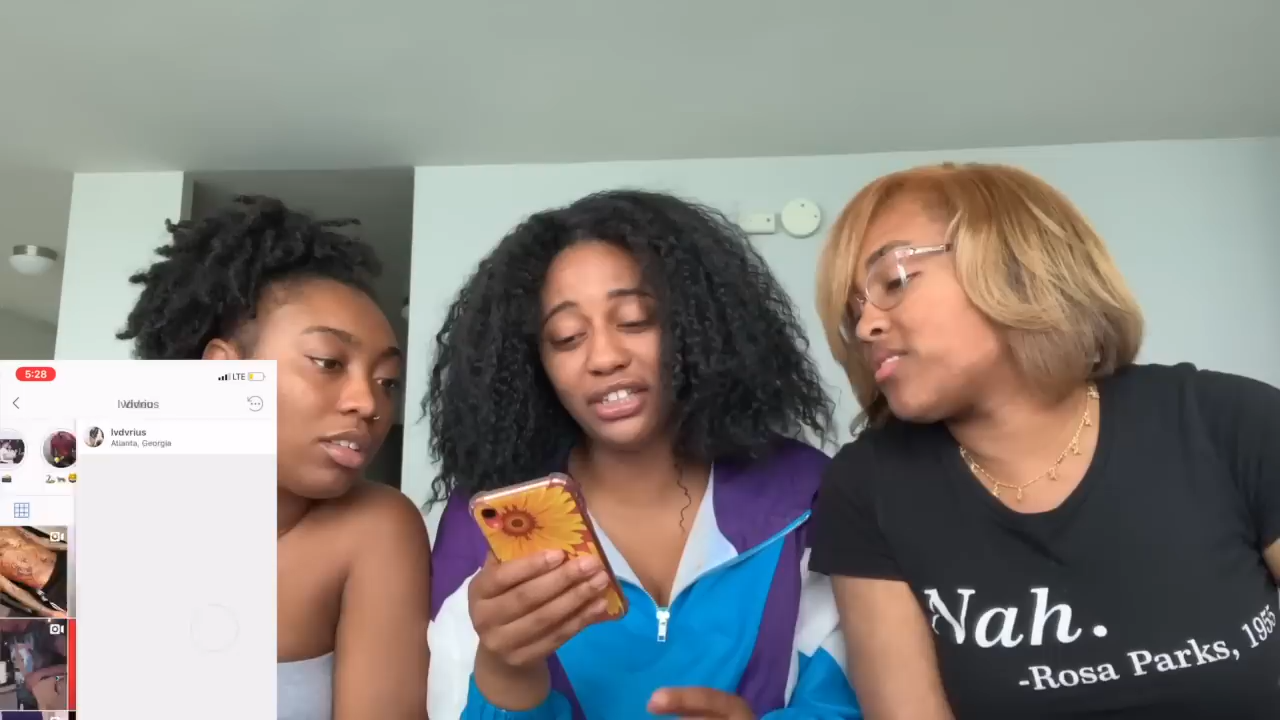 5:28
LTE
lvdvrius
Atlanta, Georgia
Nah.
-Rosa Parks, 1955